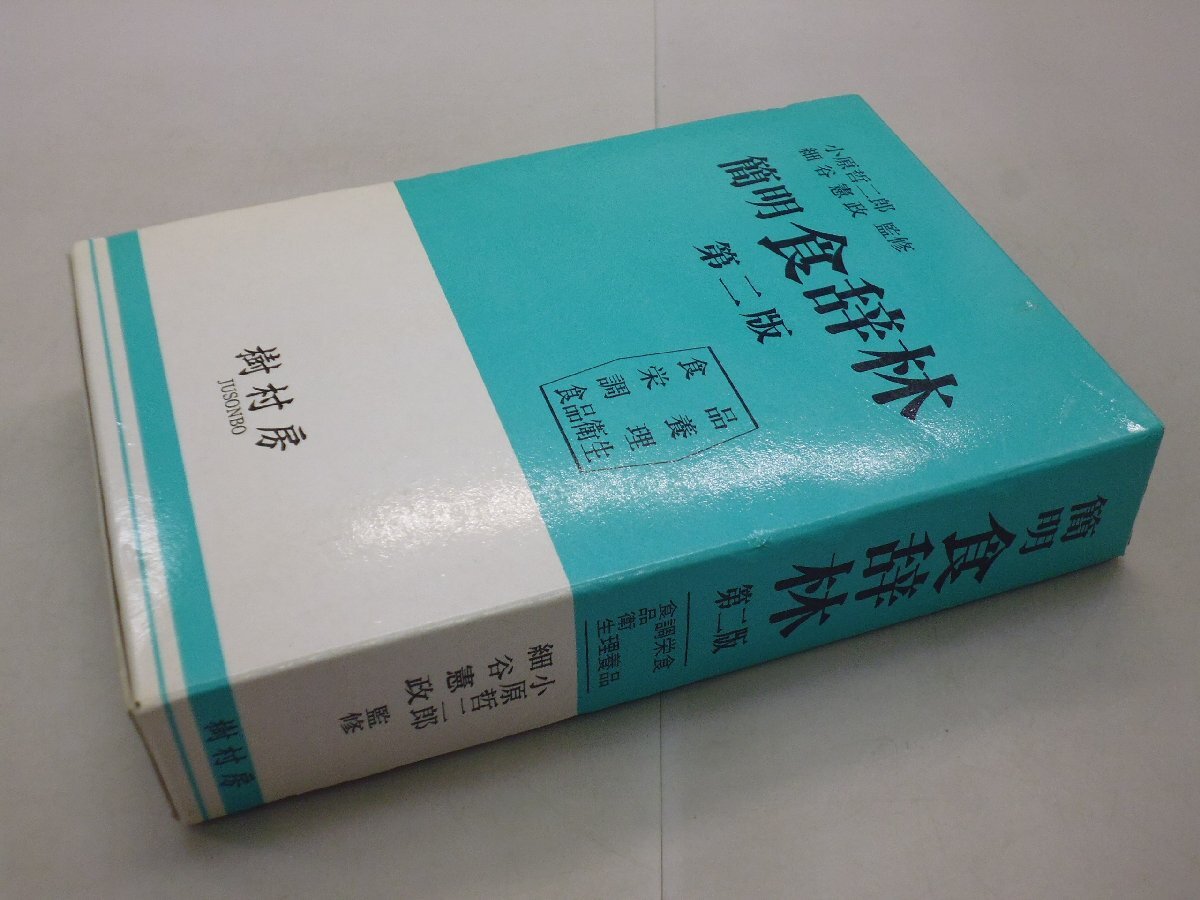 小原哲二郎
細谷憲政 監修
簡明 食辞林
第二版
食品
栄養
調理
食品衛生
樹村房
JUSONBO
簡明 食辞林
第二版
食品
栄養
調理
食品衛生
小原哲二郎
細谷憲政 監修
樹村房